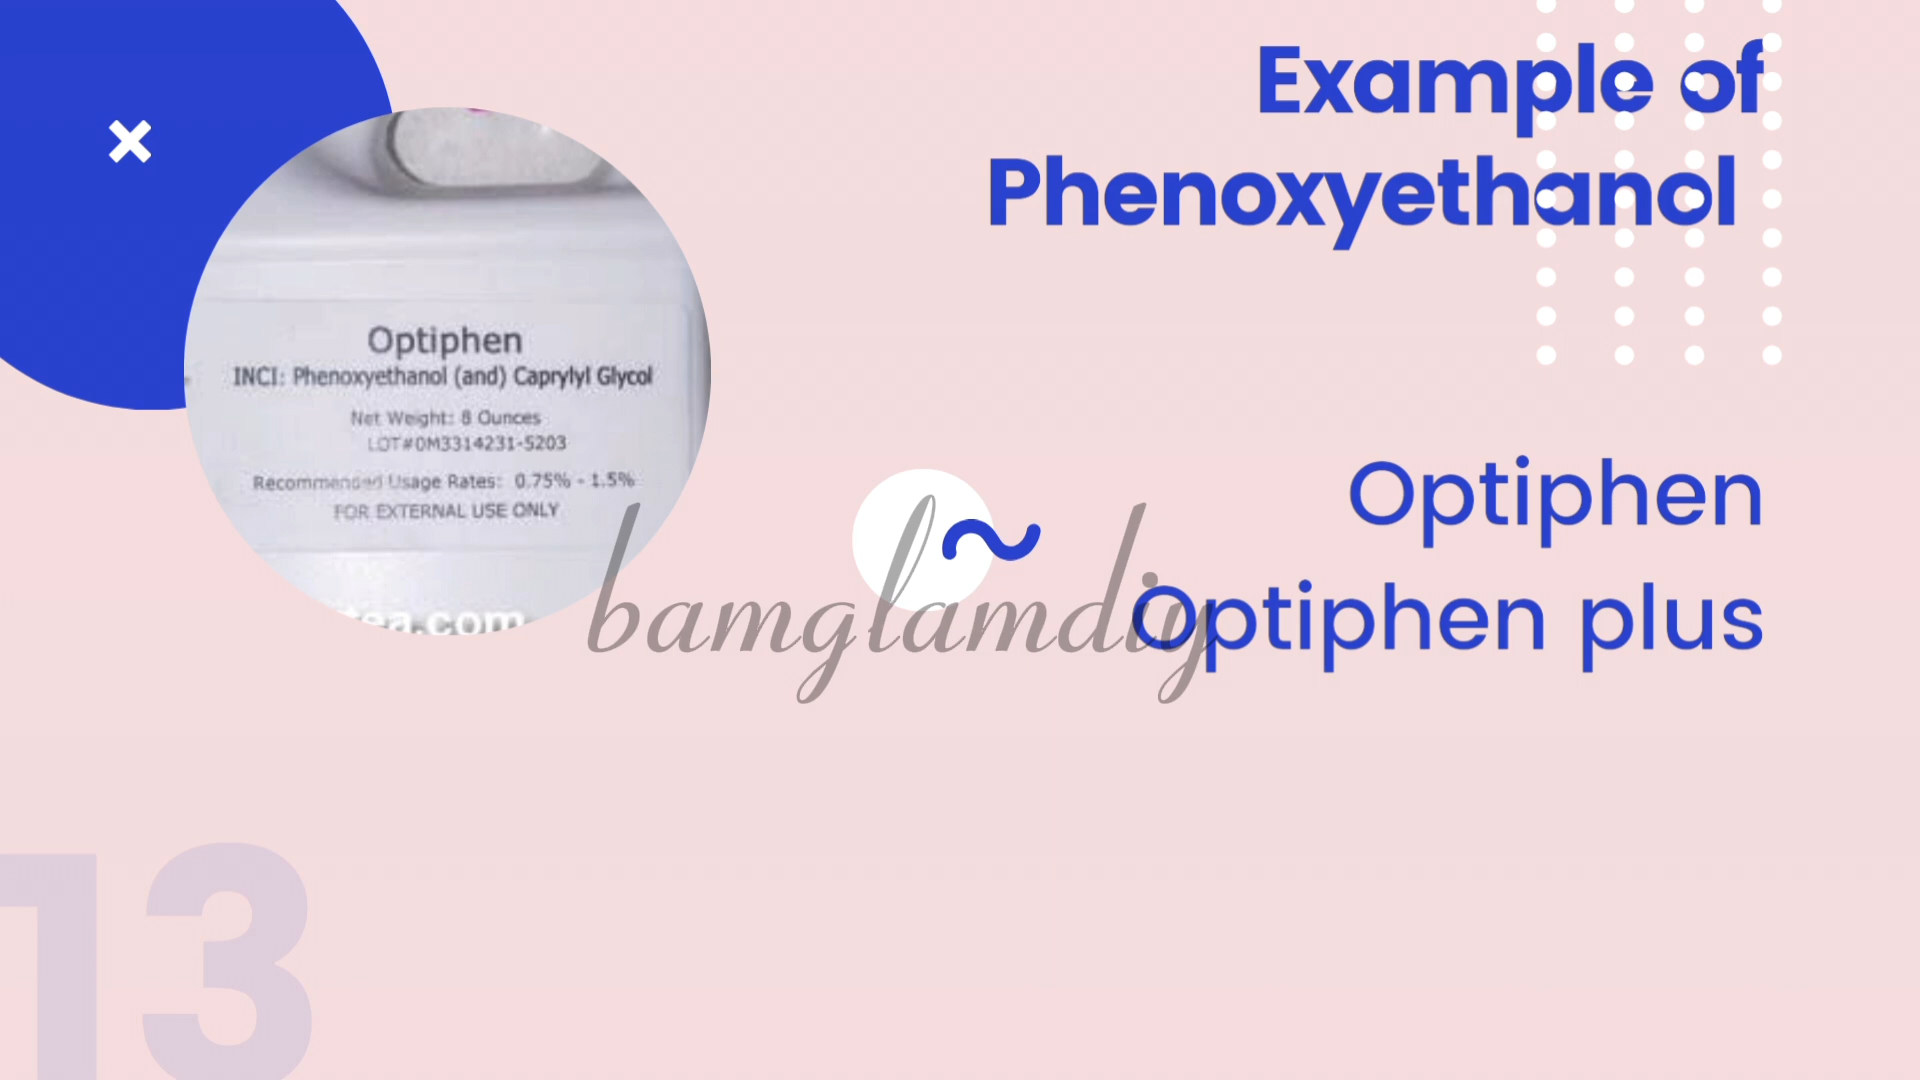 Example of
Phenoxyethanol
Optiphen
INCI: Phenoxyethanol (and) Caprylyl Glycol
Net Weight: 8 Ounces
LOT#0M3314231-5203
Recommended Usage Rates: 0.75% - 1.5%
FOR EXTERNAL USE ONLY
.com
Optiphen
Optiphen plus
bamglamdiy
13